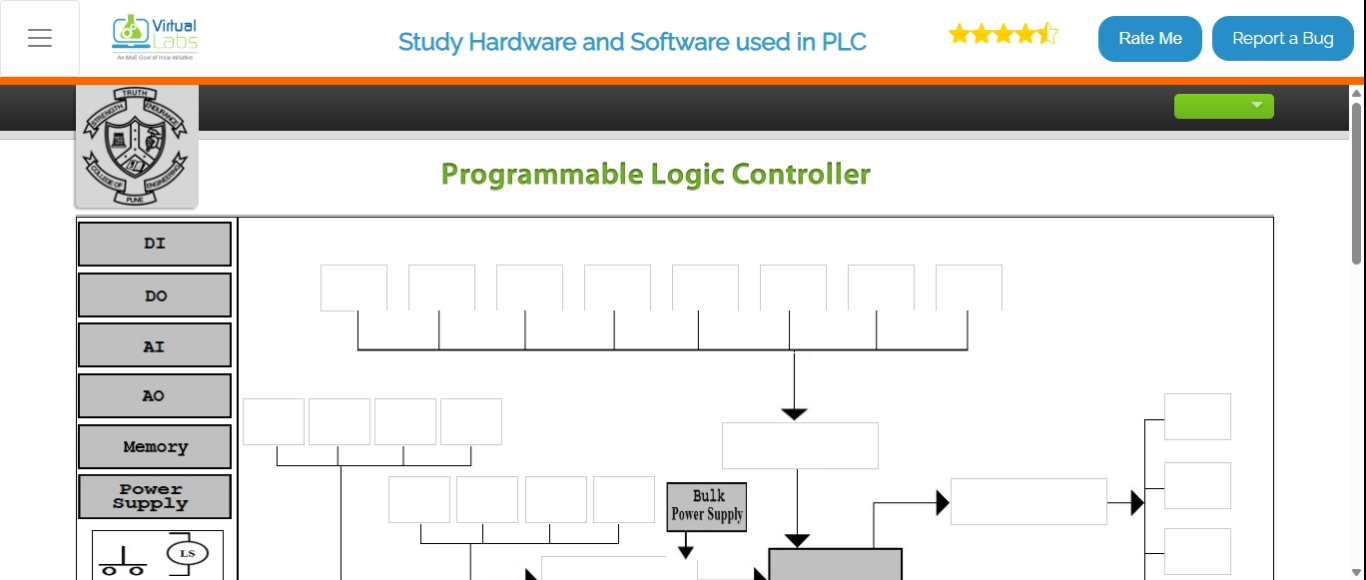 Virtual
Labs
An MoE Govt of India Initiative
Study Hardware and Software used in PLC
Rate Me
Report a Bug
TRUTH
STRENGTH
ENDURANCE
COLLEGE OF
ENGINEERING
PUNE
Programmable Logic Controller
DI
DO
AI
AO
Memory
Power
Supply
Bulk
Power Supply
LS